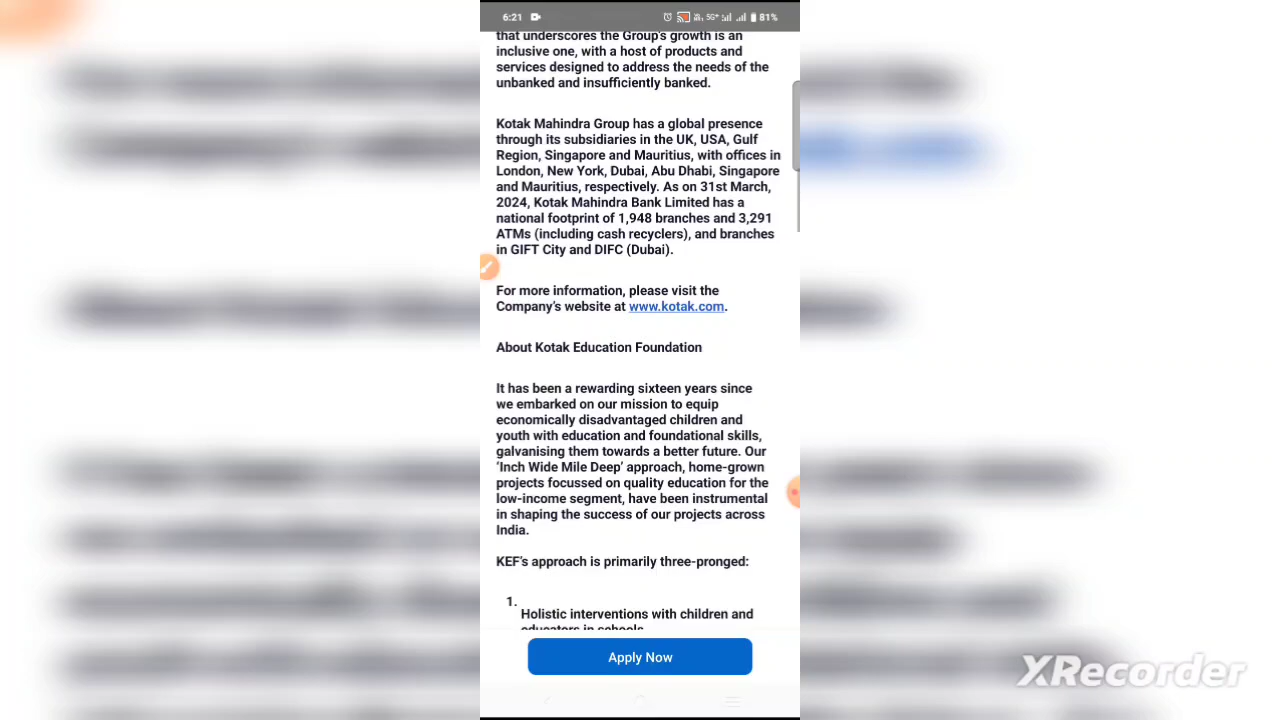 6:21
5G+
81%
that underscores the Group's growth is an
inclusive one, with a host of products and
services designed to address the needs of the
unbanked and insufficiently banked.
Kotak Mahindra Group has a global presence
through its subsidiaries in the UK, USA, Gulf
Region, Singapore and Mauritius, with offices in
London, New York, Dubai, Abu Dhabi, Singapore
and Mauritius, respectively. As on 31st March,
2024, Kotak Mahindra Bank Limited has a
national footprint of 1,948 branches and 3,291
ATMs (including cash recyclers), and branches
in GIFT City and DIFC (Dubai).
For more information, please visit the
Company's website at www.kotak.com.
About Kotak Education Foundation
It has been a rewarding sixteen years since
we embarked on our mission to equip
economically disadvantaged children and
youth with education and foundational skills,
galvanising them towards a better future. Our
‘Inch Wide Mile Deep’ approach, home-grown
projects focussed on quality education for the
low-income segment, have been instrumental
in shaping the success of our projects across
India.
KEF's approach is primarily three-pronged:
1.
Holistic interventions with children and
educators in schools
Apply Now
XRecorder